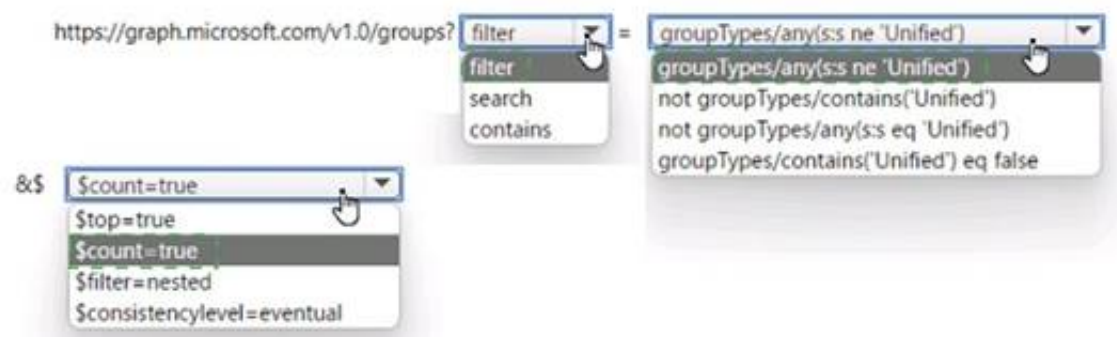 https://graph.microsoft.com/v1.0/groups? filter = groupTypes/any(s:s ne 'Unified')
filter groupTypes/any(s:s ne 'Unified')
search not groupTypes/contains('Unified')
contains not groupTypes/any(s:s eq 'Unified')
groupTypes/contains('Unified') eq false
&$ $count=true
$top=true
$count=true
$filter=nested
$consistencylevel=eventual